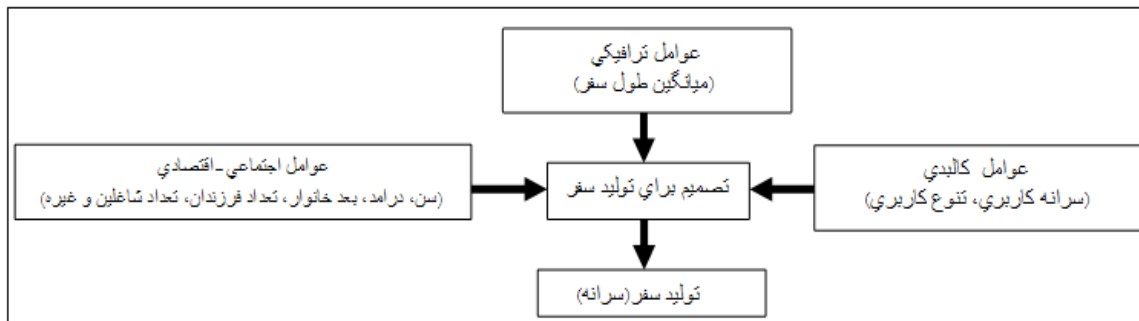 عوامل ترافيكي
(ميانگين طول سفر)
عوامل اجتماعي-اقتصادي
(سن، درامد، بعد خانوار، تعداد فرزندان، تعداد شاغلين و غيره)
تصميم براي توليد سفر
عوامل كالبدي
(سرانه كاربري، تنوع كاربري)
توليد سفر(سرانه)